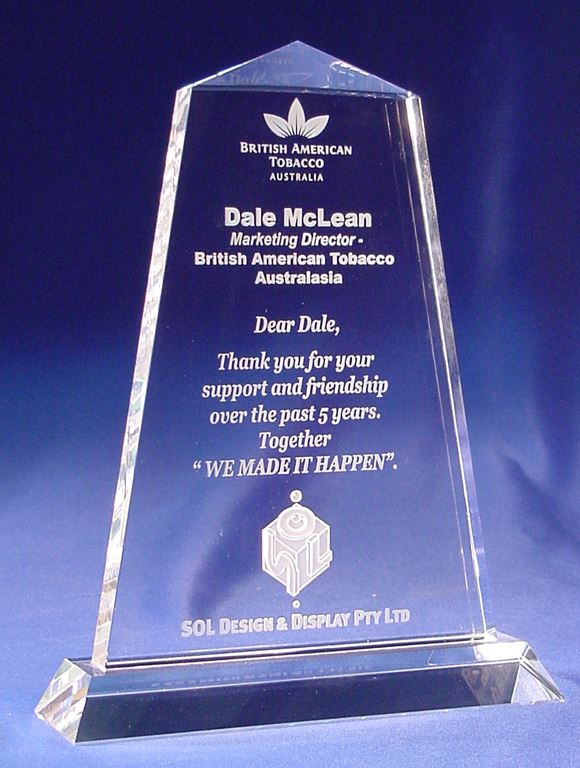 BRITISH AMERICAN
TOBACCO
AUSTRALIA
Dale McLean
Marketing Director -
British American Tobacco
Australasia
Dear Dale,
Thank you for your
support and friendship
over the past 5 years.
Together
“ WE MADE IT HAPPEN”.
SOL
SOL DESIGN & DISPLAY PTY LTD